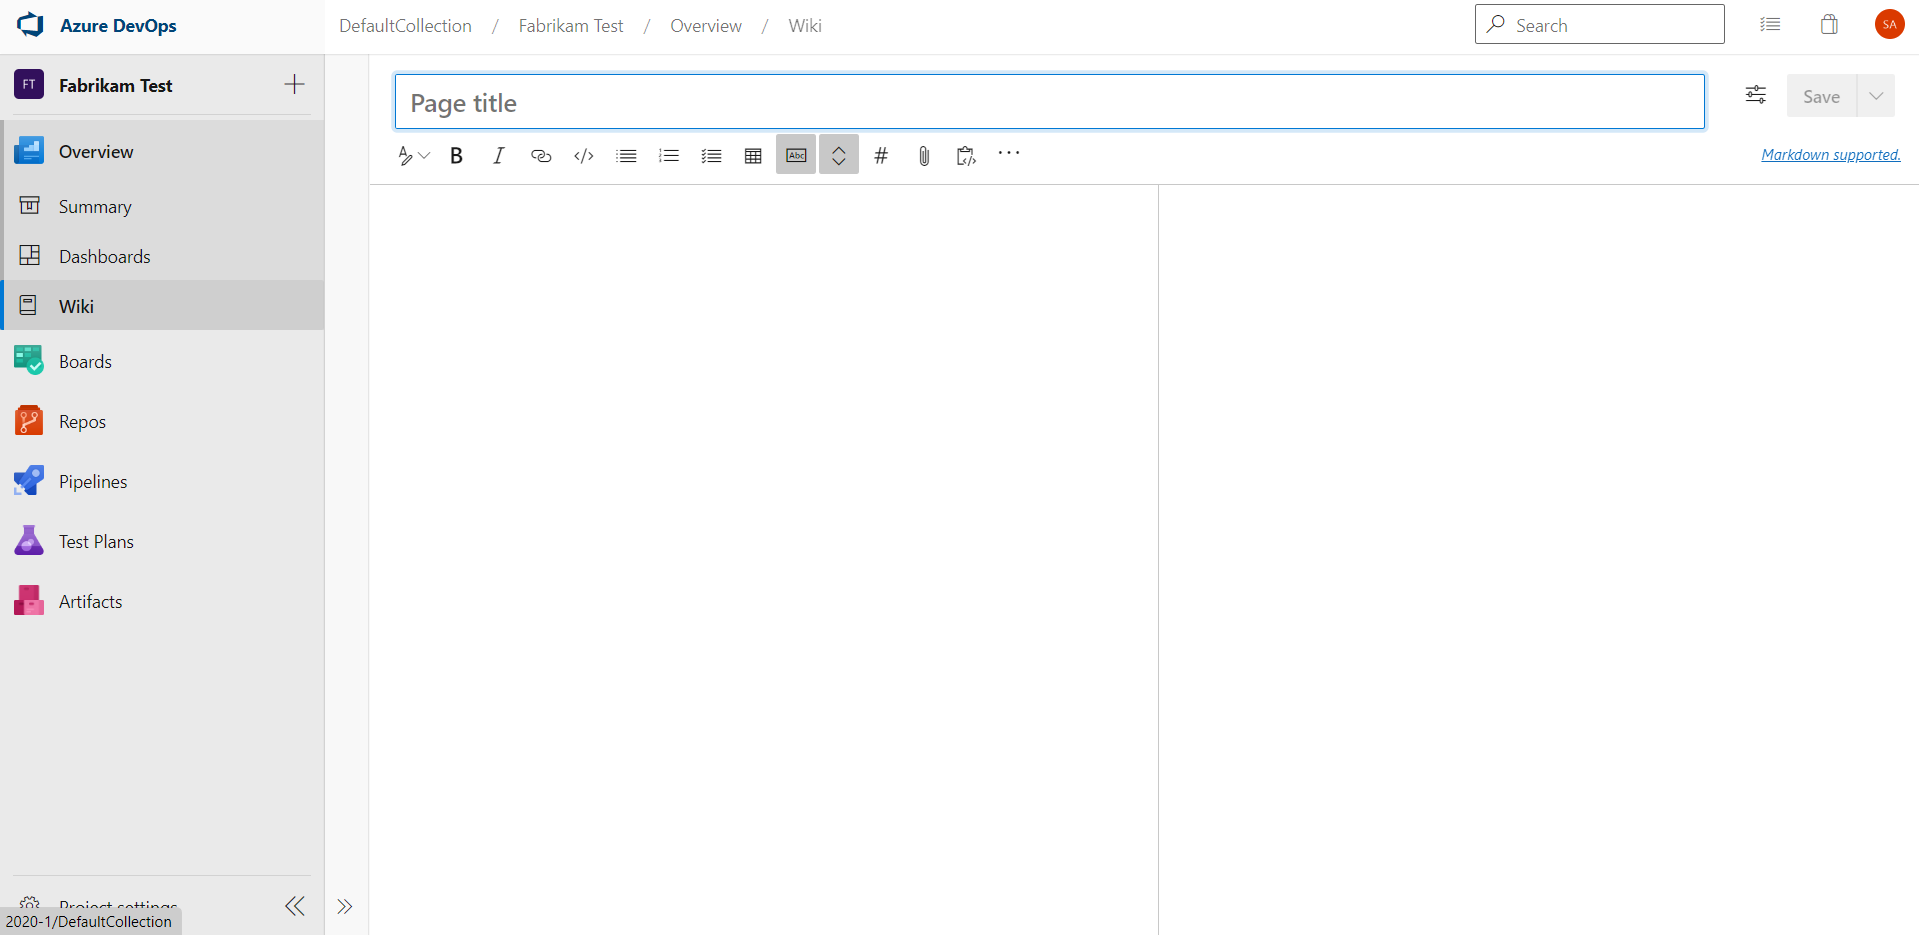 Azure DevOps
DefaultCollection / Fabrikam Test / Overview / Wiki
Search
SA
FT
Fabrikam Test
Page title
Save
Markdown supported.
B I </> Abc # ···
Overview
Summary
Dashboards
Wiki
Boards
Repos
Pipelines
Test Plans
Artifacts
Project settings
2020-1/DefaultCollection